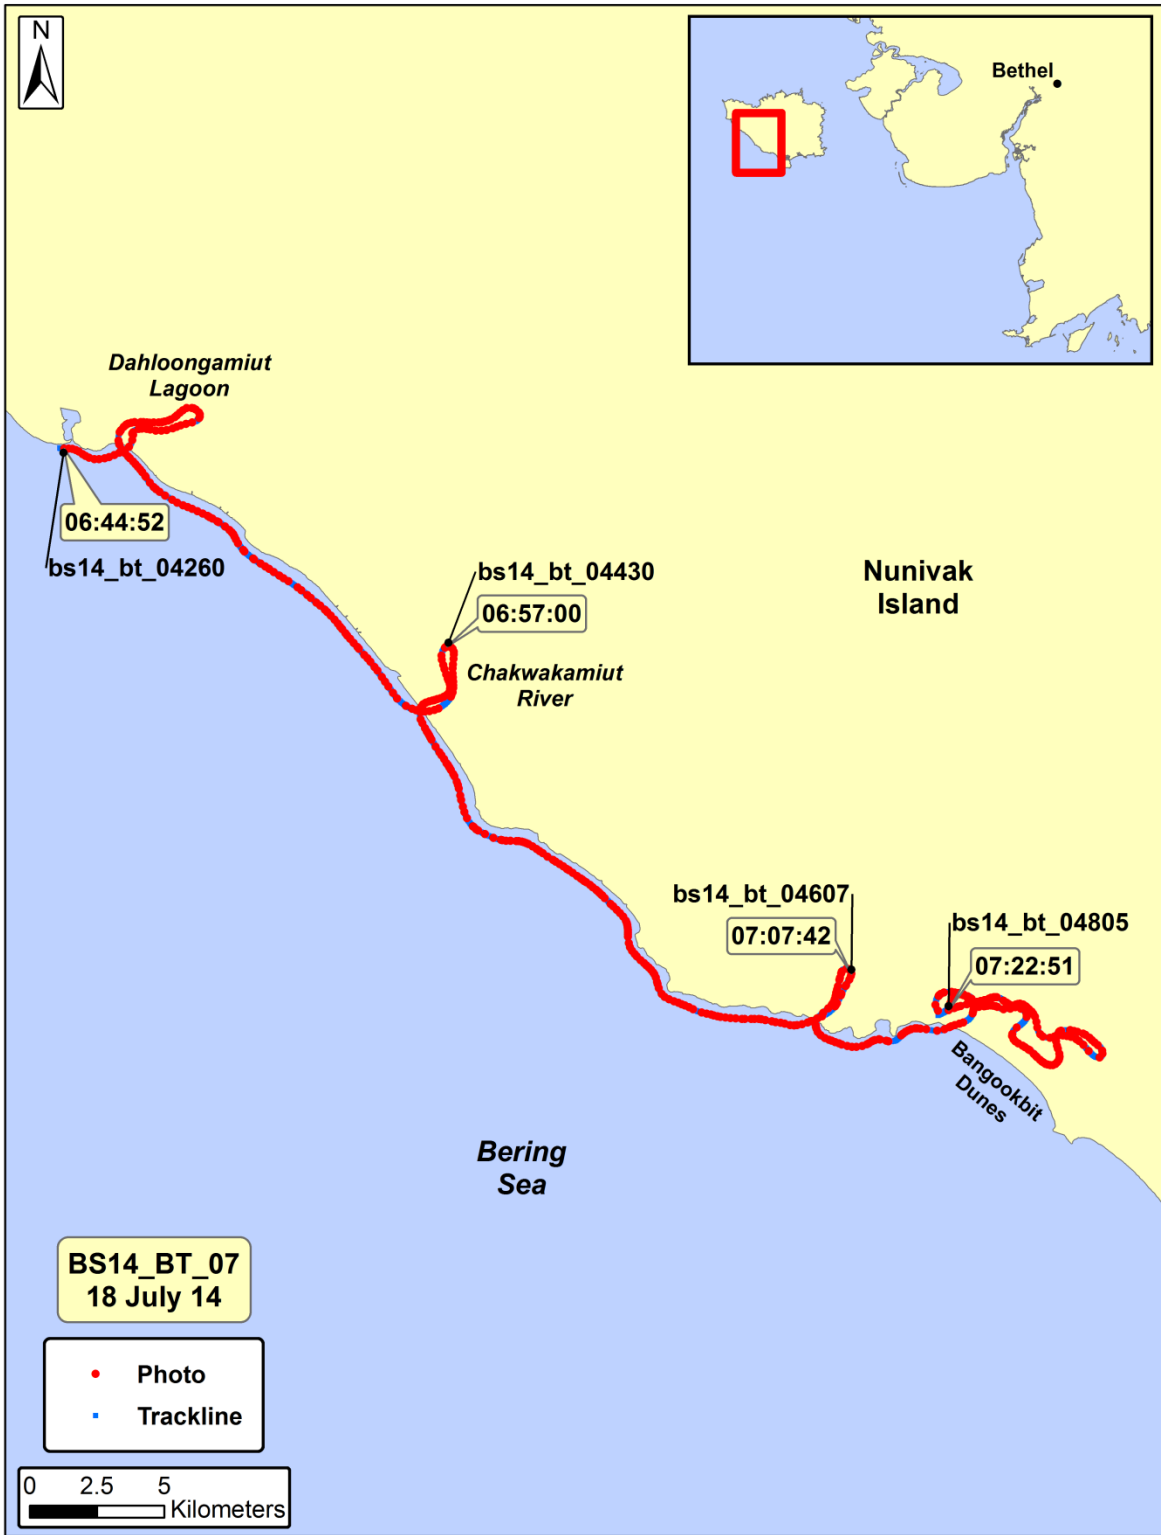 N
Bethel
Dahloongamiut
Lagoon
06:44:52
bs14_bt_04260
bs14_bt_04430
06:57:00
Nunivak
Island
Chakwakamiut
River
bs14_bt_04607
07:07:42
bs14_bt_04805
07:22:51
Bangookbit
Dunes
Bering
Sea
BS14_BT_07
18 July 14
Photo
Trackline
0 2.5 5
Kilometers